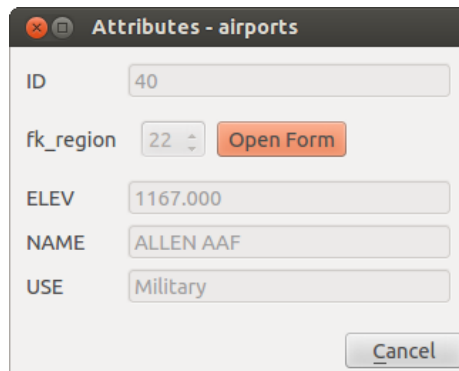 Attributes - airports
ID 40
fk_region 22 Open Form
ELEV 1167.000
NAME ALLEN AAF
USE Military
Cancel